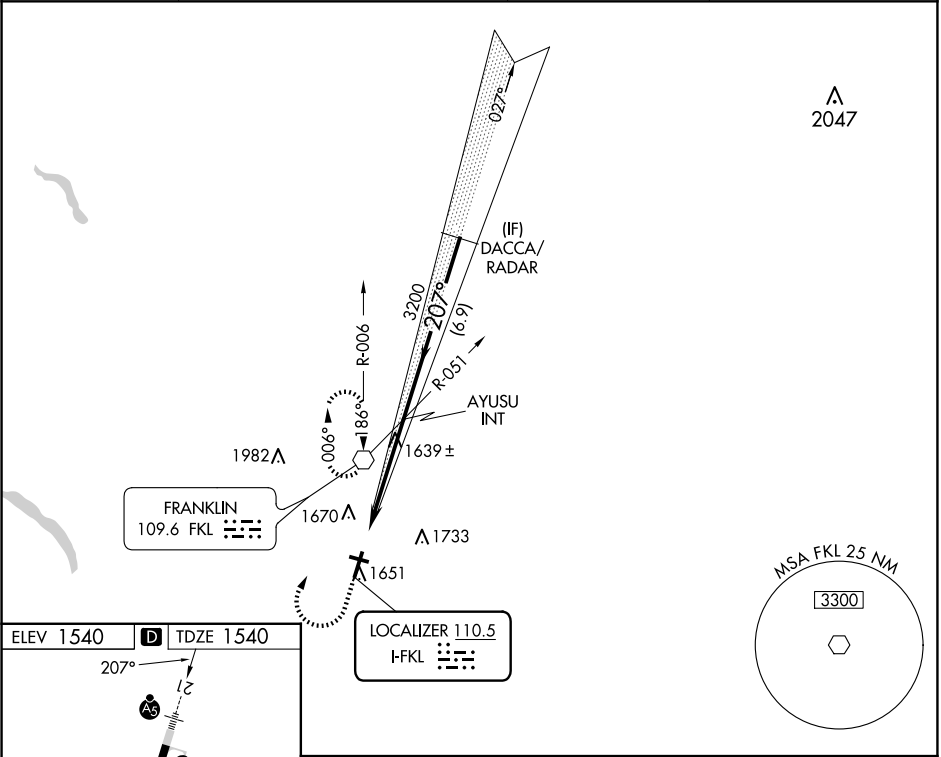 2047
027°
(IF)
DACCA/
RADAR
3200
207°
(6.9)
R-006
R-051
AYUSU
INT
006°
186°
1982
1639 ±
FRANKLIN
109.6 FKL
1670
1733
1651
MSA FKL 25 NM
3300
LOCALIZER 110.5
I-FKL
ELEV 1540 D TDZE 1540
207°
21
A5